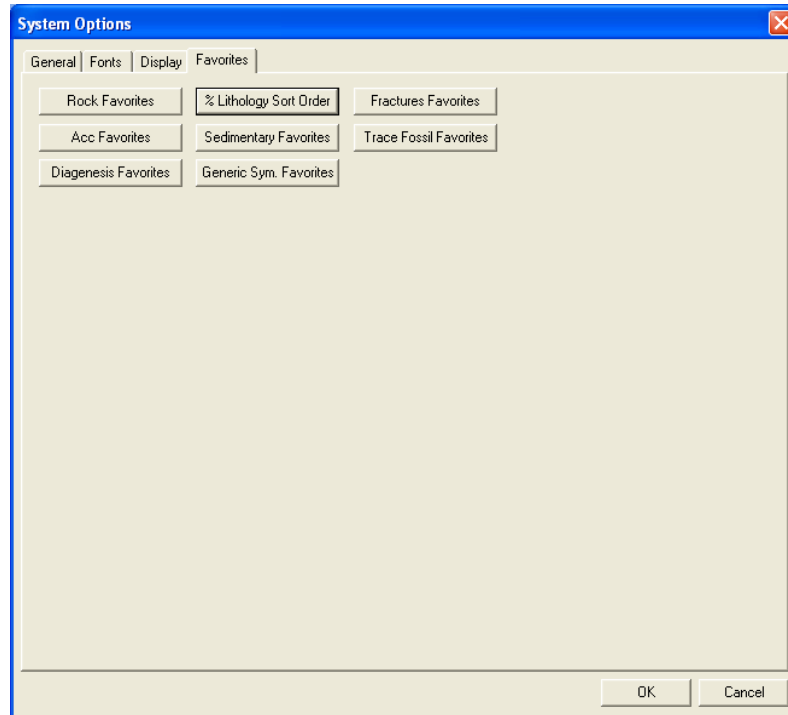 System Options
General Fonts Display Favorites
Rock Favorites % Lithology Sort Order Fractures Favorites
Acc Favorites Sedimentary Favorites Trace Fossil Favorites
Diagenesis Favorites Generic Sym. Favorites
OK Cancel